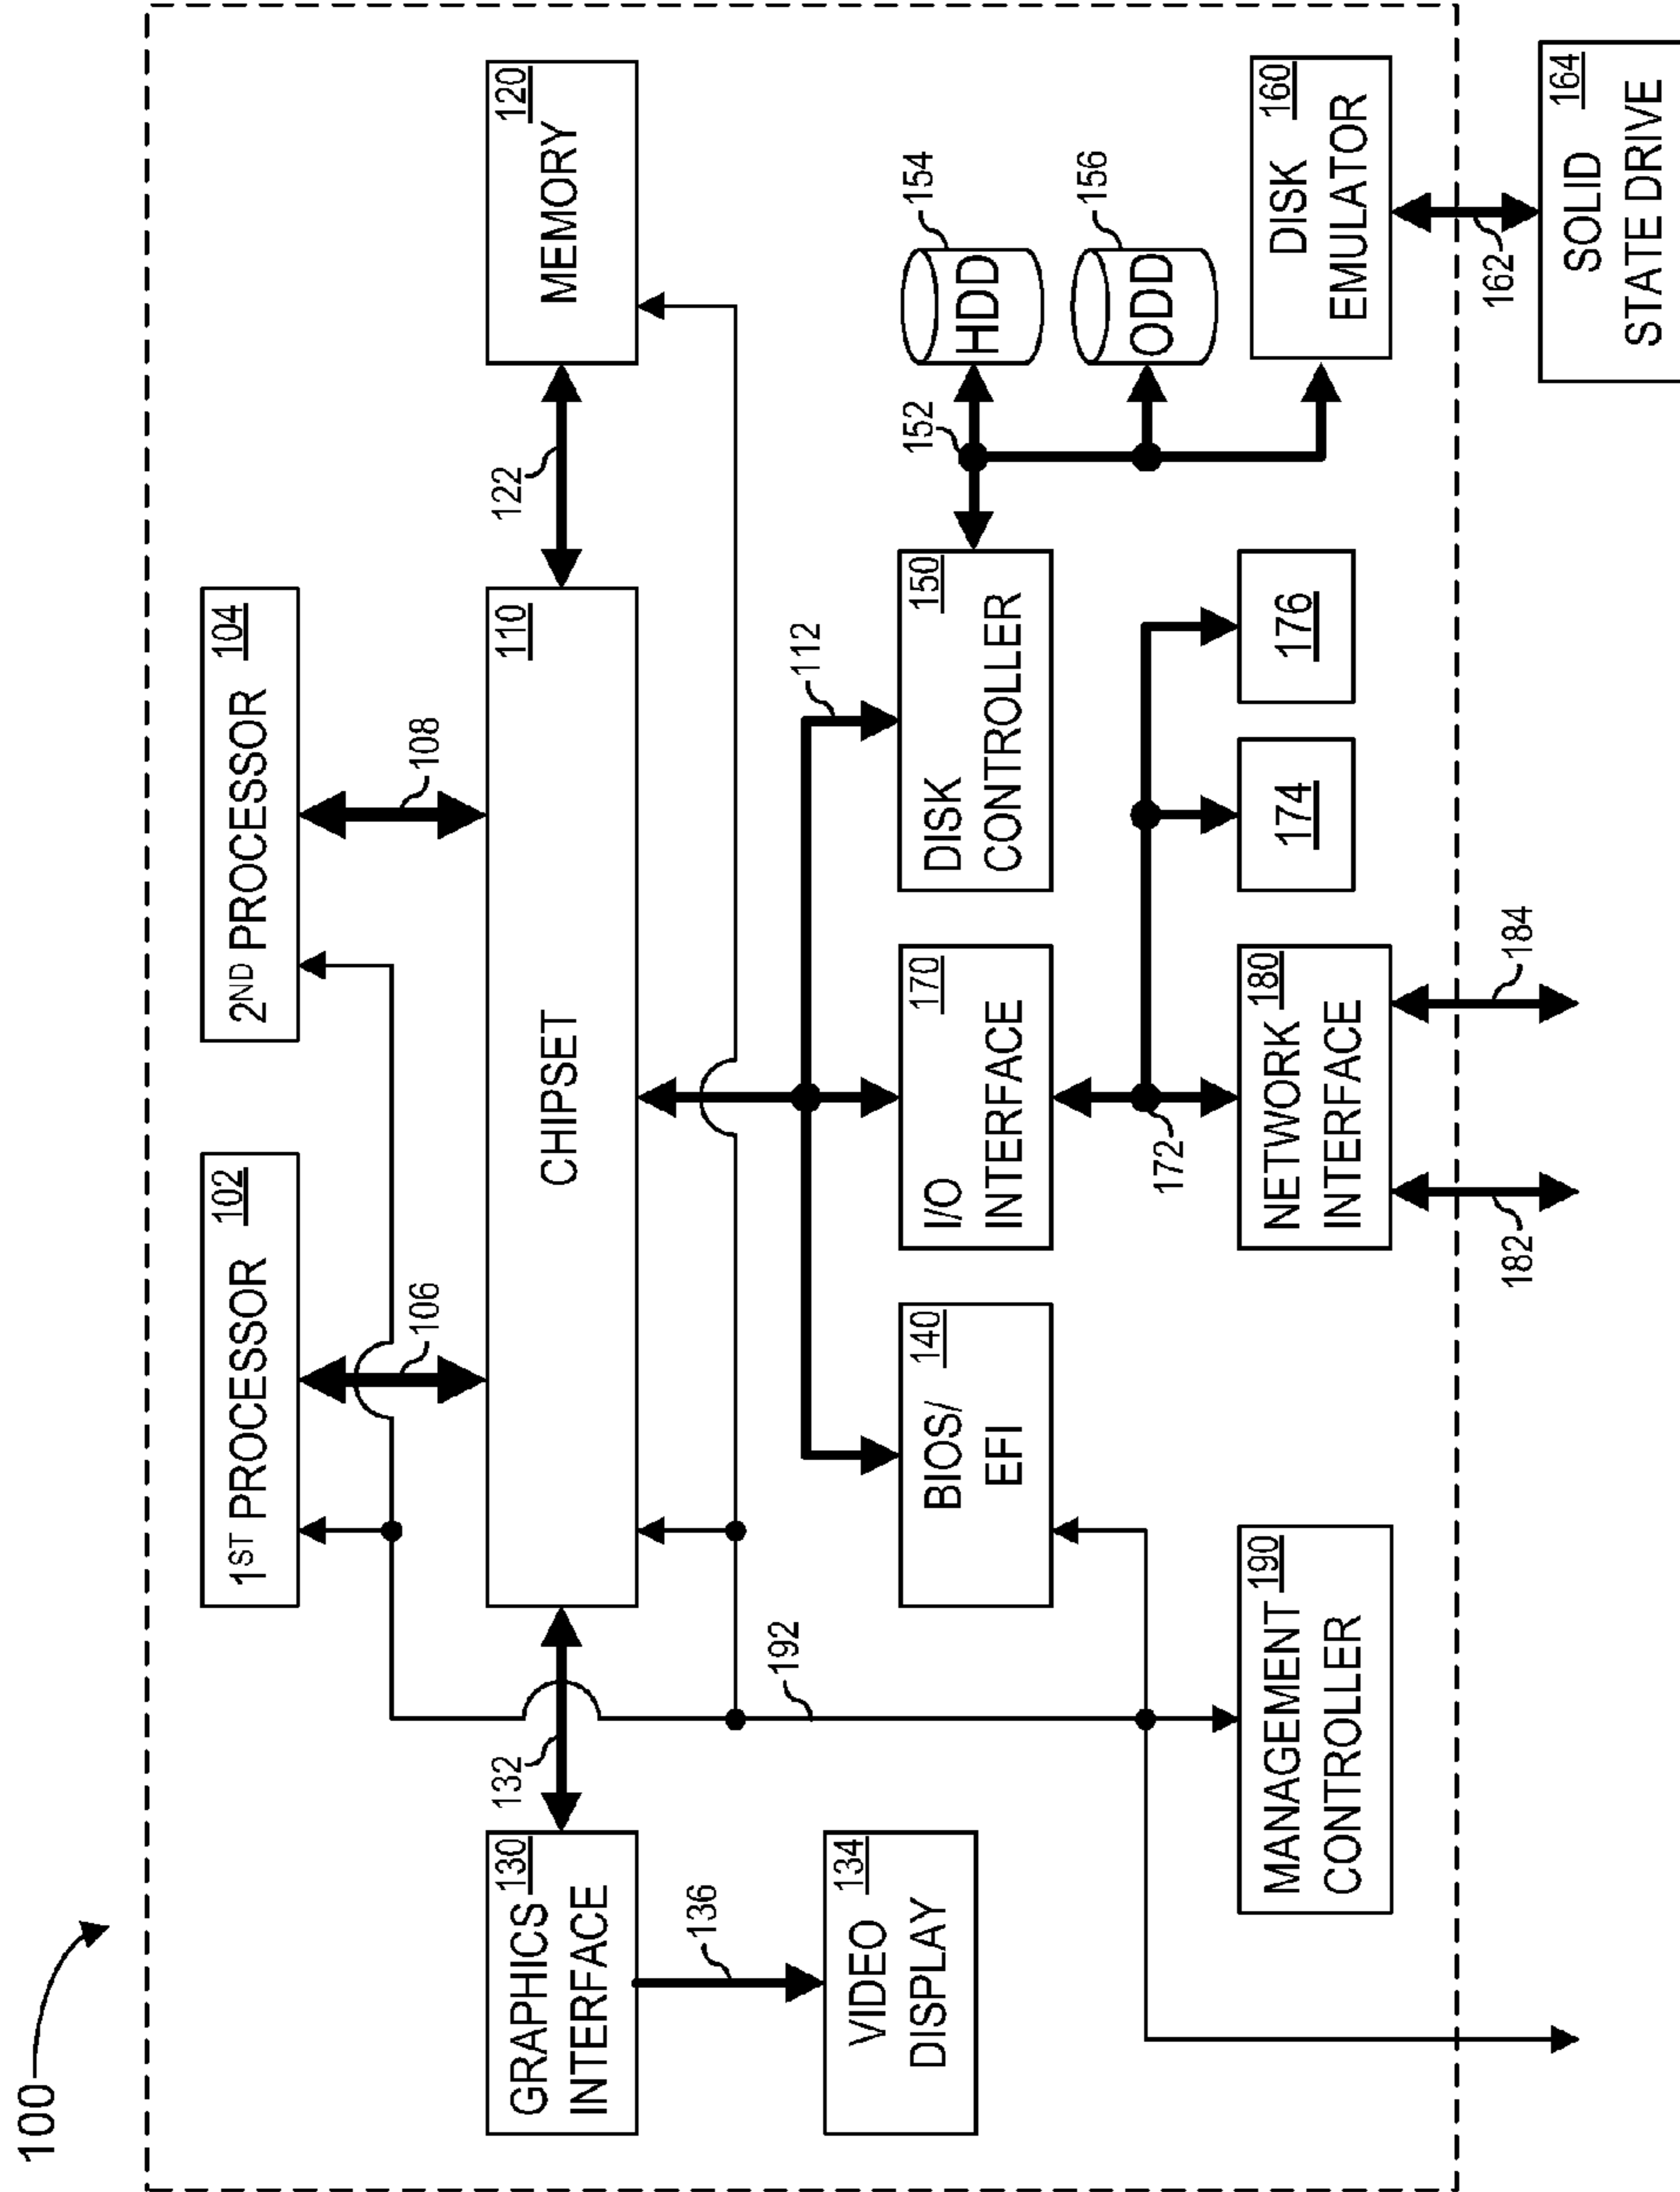 100
1ST PROCESSOR 102
2ND PROCESSOR 104
106
108
GRAPHICS 130
INTERFACE
132
CHIPSET
110
122
MEMORY
120
136
VIDEO 134
DISPLAY
192
112
BIOS/ 140
EFI
I/O 170
INTERFACE
DISK 150
CONTROLLER
152
HDD
154
ODD
156
172
MANAGEMENT 190
CONTROLLER
NETWORK 180
INTERFACE
174
176
DISK 160
EMULATOR
182
184
162
SOLID 164
STATE DRIVE